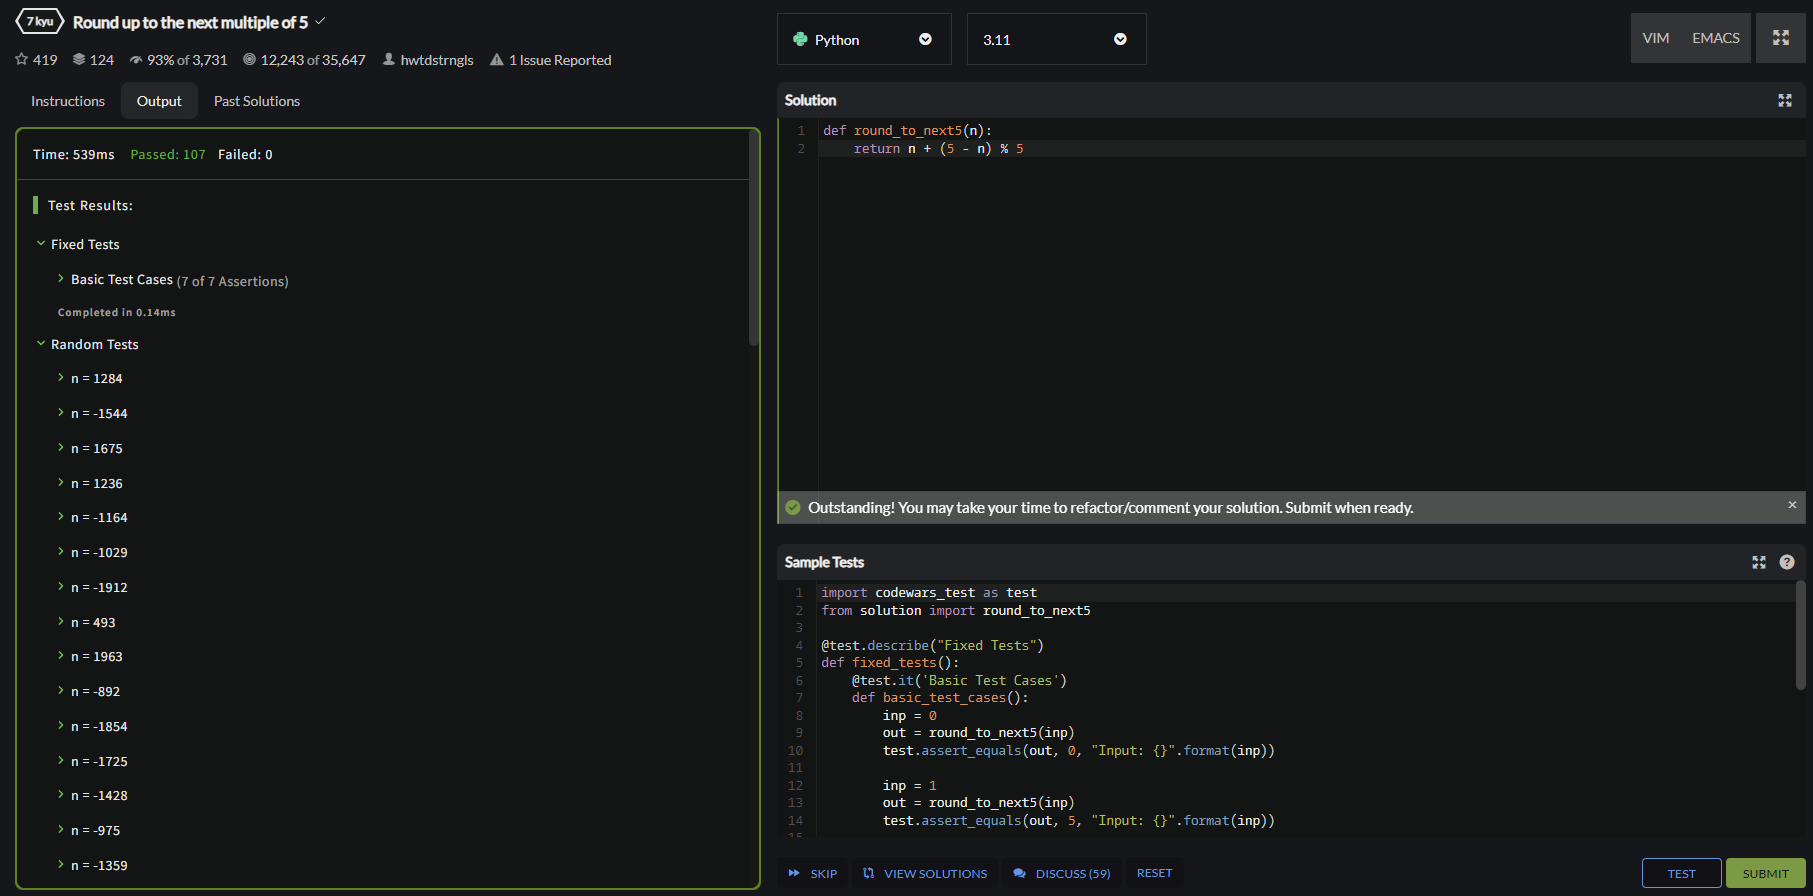 7 kyu Round up to the next multiple of 5
419 124 93% of 3,731 12,243 of 35,647 hwtdstrngls 1 Issue Reported
Instructions Output Past Solutions
Time: 539ms Passed: 107 Failed: 0
Test Results:
Fixed Tests
Basic Test Cases (7 of 7 Assertions)
Completed in 0.14ms
Random Tests
n = 1284
n = -1544
n = 1675
n = 1236
n = -1164
n = -1029
n = -1912
n = 493
n = 1963
n = -892
n = -1854
n = -1725
n = -1428
n = -975
n = -1359
Python 3.11 VIM EMACS
Solution
1 def round_to_next5(n):
2     return n + (5 - n) % 5
Outstanding! You may take your time to refactor/comment your solution. Submit when ready. ×
Sample Tests ?
1 import codewars_test as test
2 from solution import round_to_next5
3
4 @test.describe("Fixed Tests")
5 def fixed_tests():
6     @test.it('Basic Test Cases')
7     def basic_test_cases():
8         inp = 0
9         out = round_to_next5(inp)
10         test.assert_equals(out, 0, "Input: {}".format(inp))
11
12         inp = 1
13         out = round_to_next5(inp)
14         test.assert_equals(out, 5, "Input: {}".format(inp))
15
SKIP VIEW SOLUTIONS DISCUSS (59) RESET TEST SUBMIT